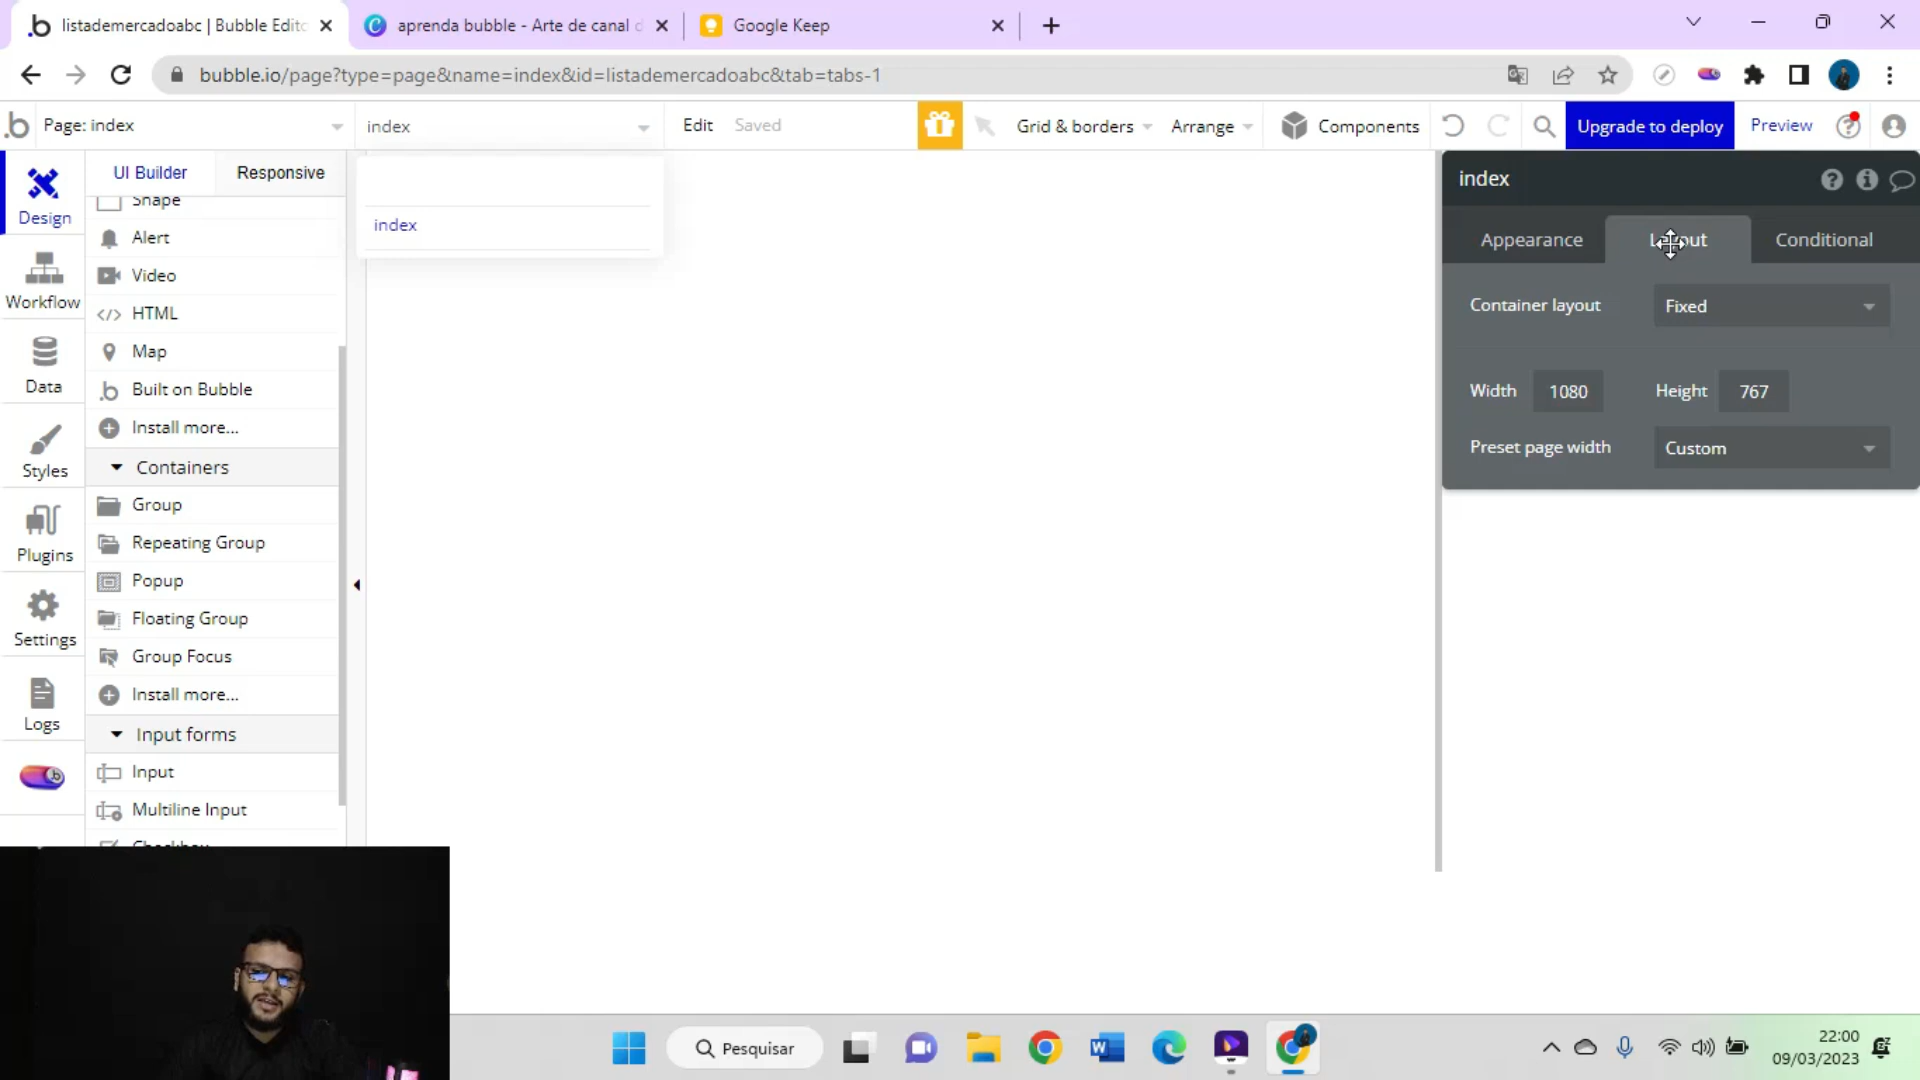 listademercadoabc | Bubble Edito
aprenda bubble - Arte de canal d
Google Keep
bubble.io/page?type=page&name=index&id=listademercadoabc&tab=tabs-1
Page: index
index
Edit
Saved
Grid & borders
Arrange
Components
Upgrade to deploy
Preview
Design
Workflow
Data
Styles
Plugins
Settings
Logs
UI Builder
Responsive
Shape
Alert
Video
HTML
Map
Built on Bubble
Install more...
Containers
Group
Repeating Group
Popup
Floating Group
Group Focus
Install more...
Input forms
Input
Multiline Input
Checkbox
index
index
Appearance
Layout
Conditional
Container layout
Fixed
Width
1080
Height
767
Preset page width
Custom
Pesquisar
22:00
09/03/2023